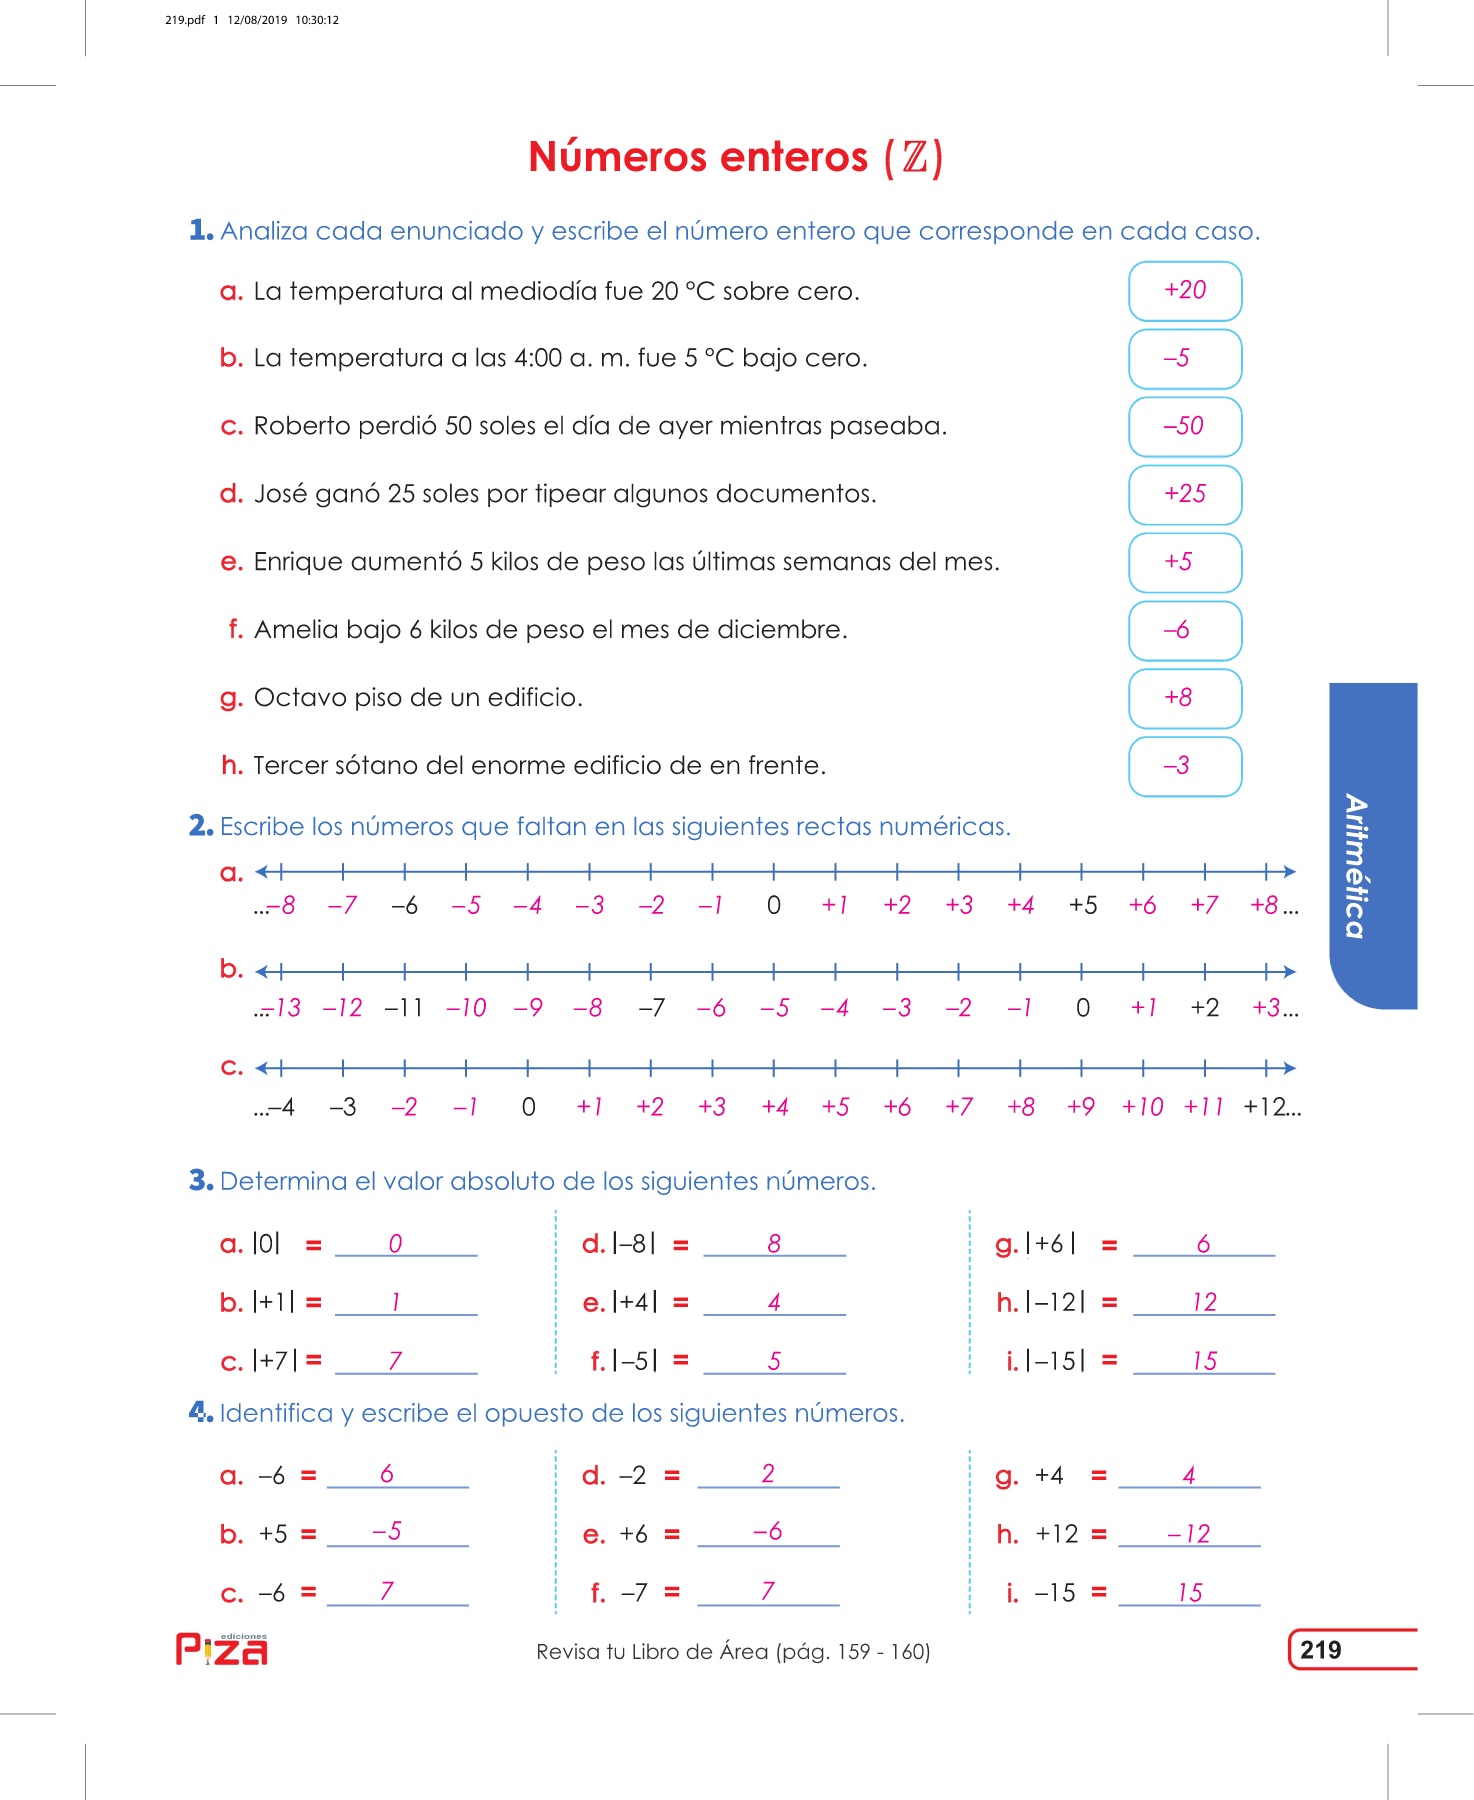 219.pdf 1 12/08/2019 10:30:12
Números enteros (ℤ)
1. Analiza cada enunciado y escribe el número entero que corresponde en cada caso.
a. La temperatura al mediodía fue 20 °C sobre cero. +20
b. La temperatura a las 4:00 a. m. fue 5 °C bajo cero. –5
c. Roberto perdió 50 soles el día de ayer mientras paseaba. –50
d. José ganó 25 soles por tipear algunos documentos. +25
e. Enrique aumentó 5 kilos de peso las últimas semanas del mes. +5
f. Amelia bajo 6 kilos de peso el mes de diciembre. –6
g. Octavo piso de un edificio. +8
h. Tercer sótano del enorme edificio de en frente. –3
2. Escribe los números que faltan en las siguientes rectas numéricas.
a.
...–8 –7 –6 –5 –4 –3 –2 –1 0 +1 +2 +3 +4 +5 +6 +7 +8...
b.
...–13 –12 –11 –10 –9 –8 –7 –6 –5 –4 –3 –2 –1 0 +1 +2 +3...
c.
...–4 –3 –2 –1 0 +1 +2 +3 +4 +5 +6 +7 +8 +9 +10 +11 +12...
3. Determina el valor absoluto de los siguientes números.
a. |0| = 0 d. |–8| = 8 g. |+6| = 6
b. |+1| = 1 e. |+4| = 4 h. |–12| = 12
c. |+7| = 7 f. |–5| = 5 i. |–15| = 15
4. Identifica y escribe el opuesto de los siguientes números.
a. –6 = 6 d. –2 = 2 g. +4 = 4
b. +5 = –5 e. +6 = –6 h. +12 = –12
c. –6 = 7 f. –7 = 7 i. –15 = 15
Aritmética
ediciones
Piza
Revisa tu Libro de Área (pág. 159 - 160)
219